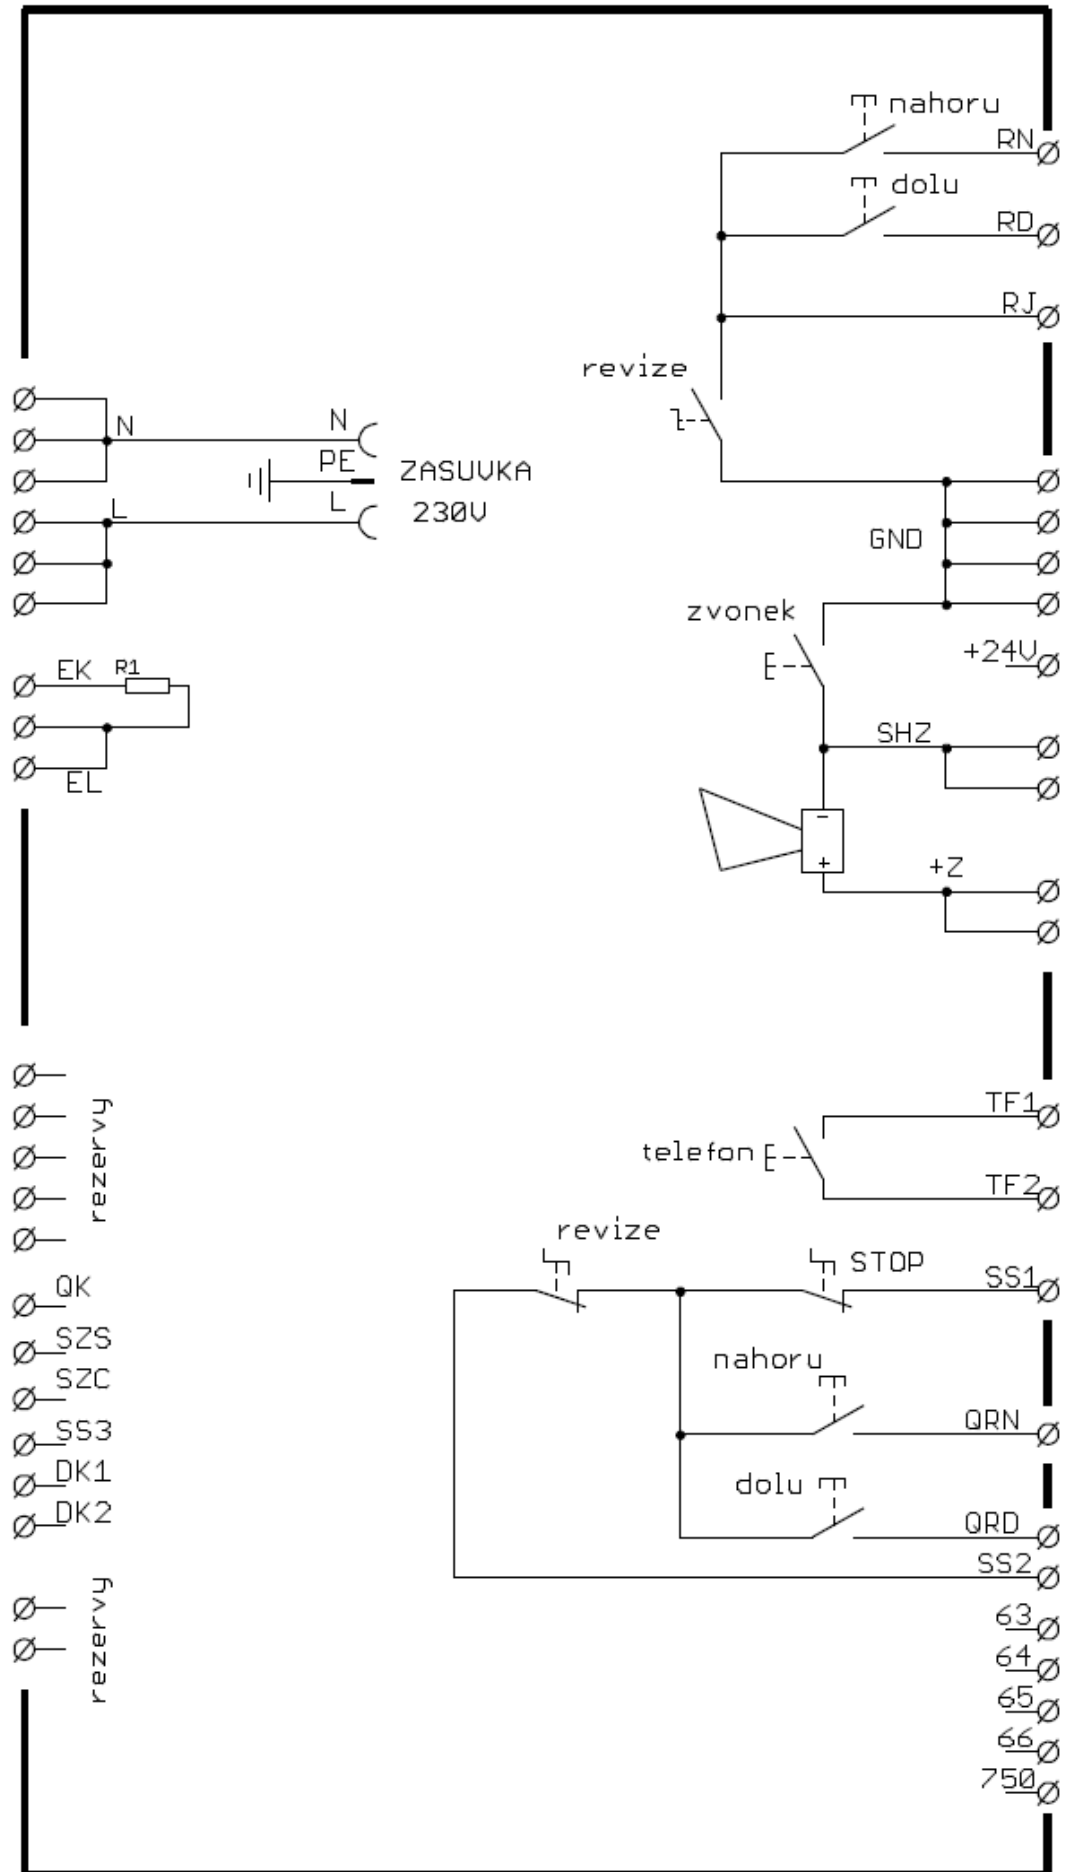 nahoru
RN
dolu
RD
RJ
revize
N
N
PE
ZASUVKA
L
L
230V
GND
zvonek
+24V
EK
R1
EL
SHZ
-
+
+Z
rezervy
TF1
telefon
TF2
revize
STOP
SS1
QK
SZS
SZC
SS3
DK1
DK2
nahoru
QRN
dolu
QRD
SS2
rezervy
63
64
65
66
750